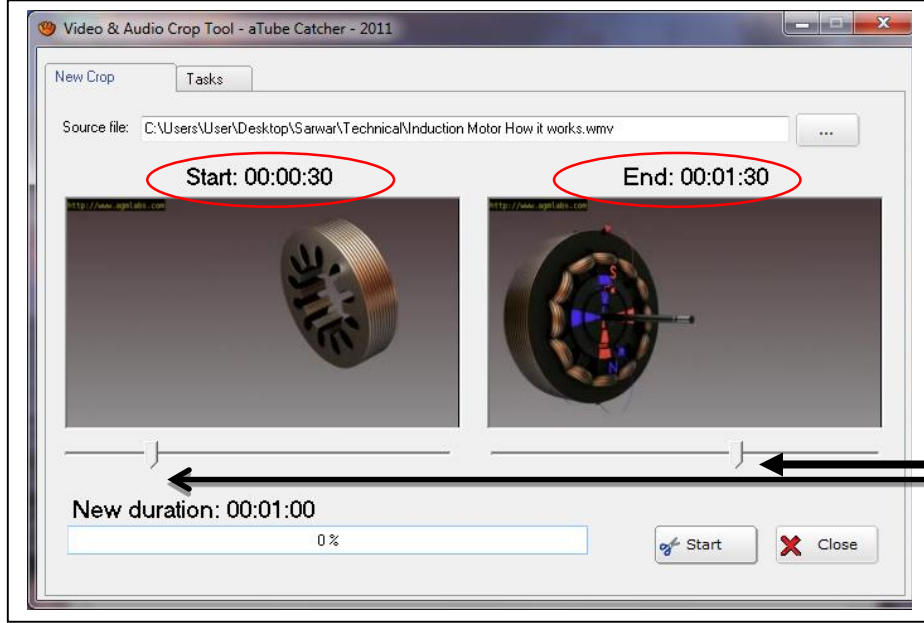 Video & Audio Crop Tool - aTube Catcher - 2011
New Crop
Tasks
Source file: C:\Users\User\Desktop\Sarwar\Technical\Induction Motor How it works.wmv ...
Start: 00:00:30
End: 00:01:30
http://www.agmlabs.com
http://www.agmlabs.com
S
N
New duration: 00:01:00
0 %
Start
Close